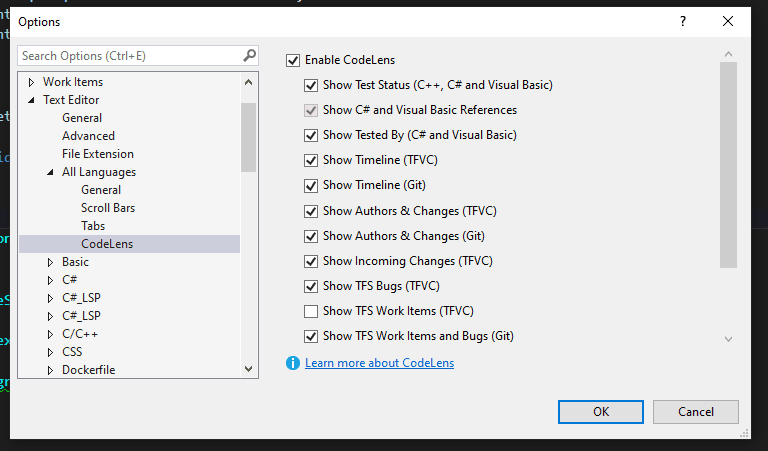 Options
?
Search Options (Ctrl+E)
Work Items
Text Editor
General
Advanced
File Extension
All Languages
General
Scroll Bars
Tabs
CodeLens
Basic
C#
C#_LSP
C#_LSP
C/C++
CSS
Dockerfile
Enable CodeLens
Show Test Status (C++, C# and Visual Basic)
Show C# and Visual Basic References
Show Tested By (C# and Visual Basic)
Show Timeline (TFVC)
Show Timeline (Git)
Show Authors & Changes (TFVC)
Show Authors & Changes (Git)
Show Incoming Changes (TFVC)
Show TFS Bugs (TFVC)
Show TFS Work Items (TFVC)
Show TFS Work Items and Bugs (Git)
Learn more about CodeLens
OK
Cancel